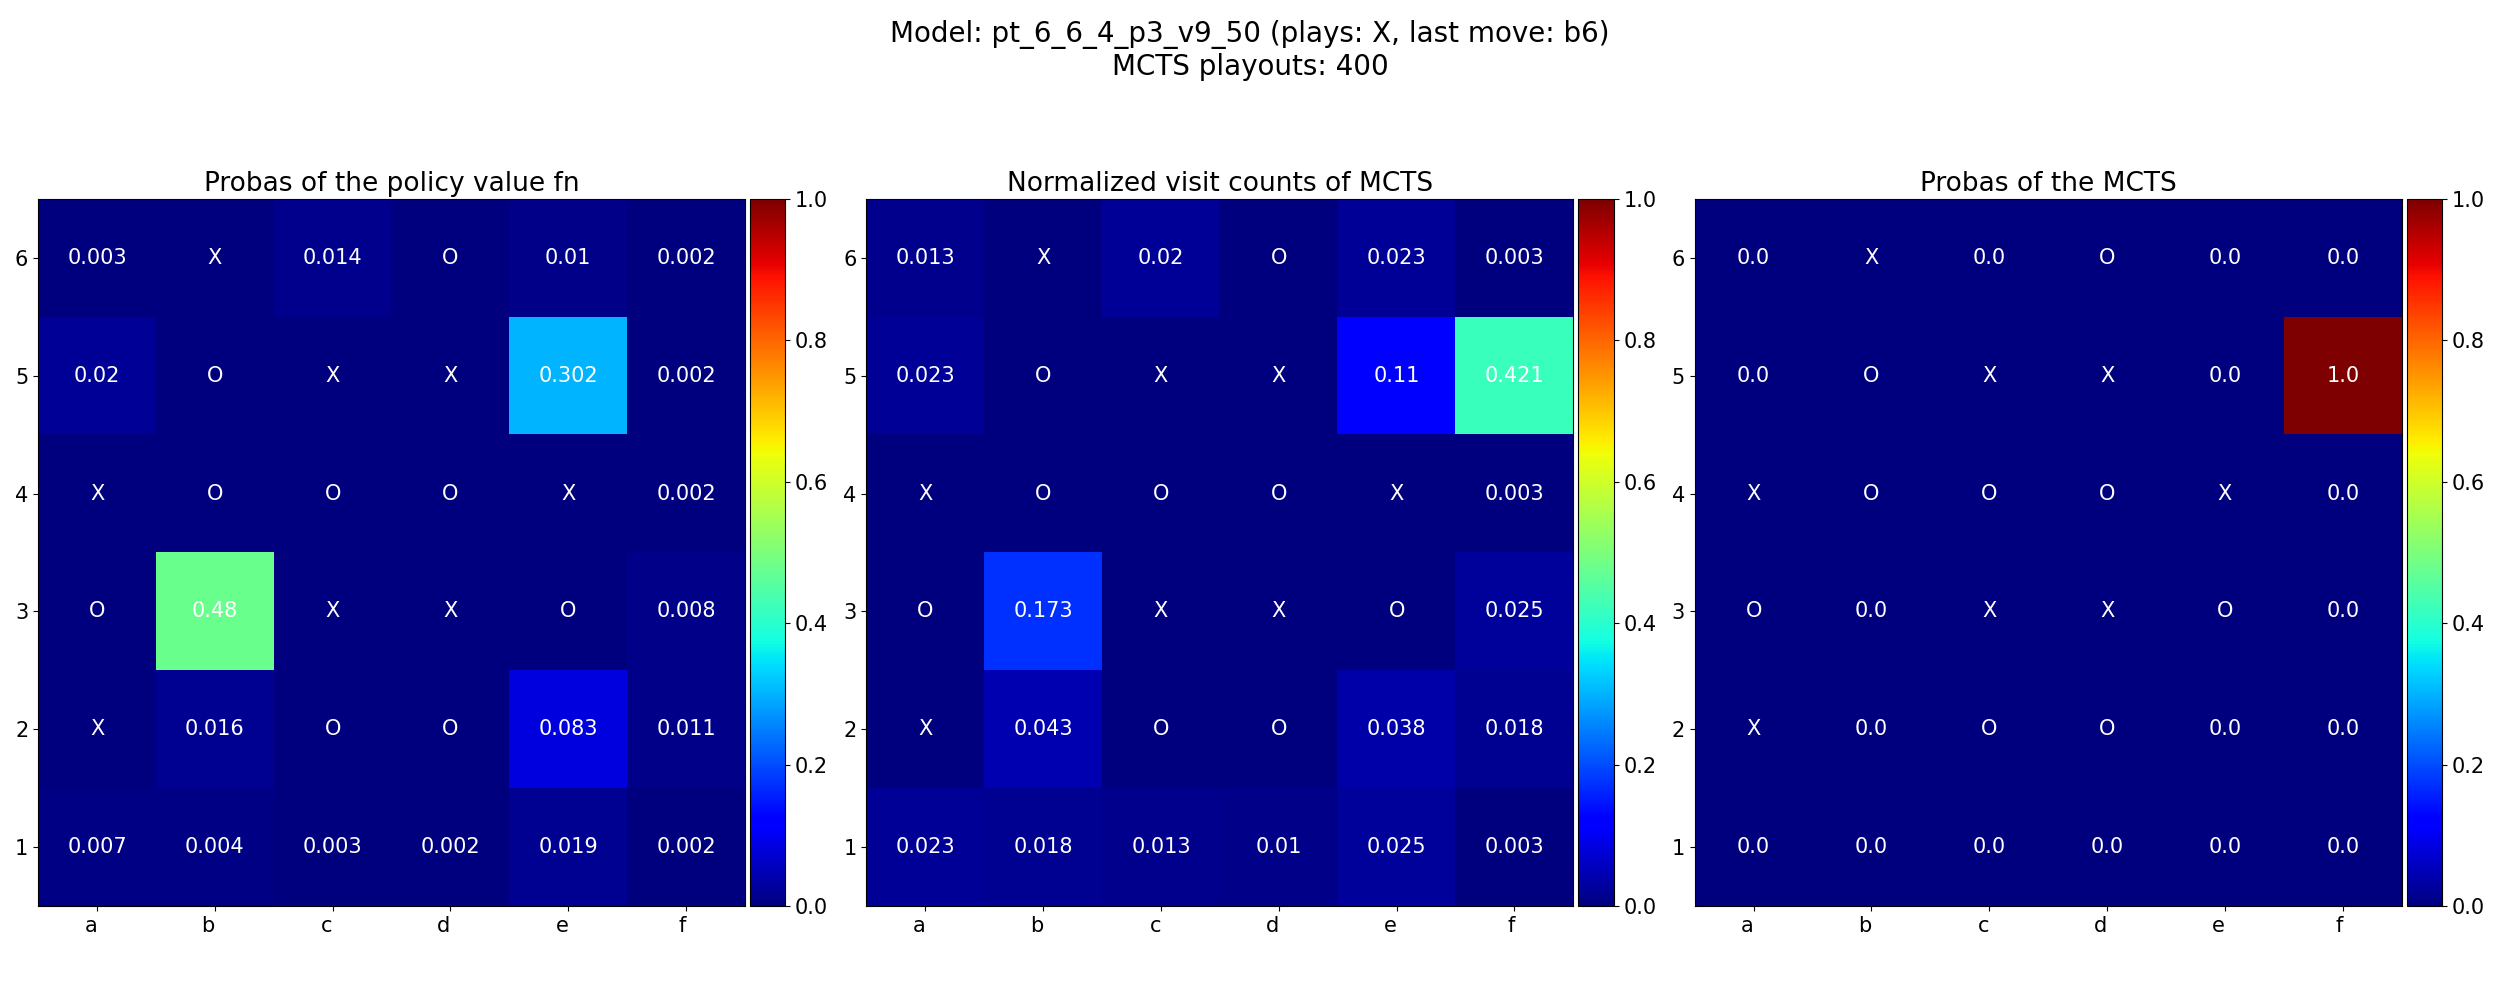 Model: pt_6_6_4_p3_v9_50 (plays: X, last move: b6)
MCTS playouts: 400
Probas of the policy value fn
6 0.003 X 0.014 O 0.01 0.002
5 0.02 O X X 0.302 0.002
4 X O O O X 0.002
3 O 0.48 X X O 0.008
2 X 0.016 O O 0.083 0.011
1 0.007 0.004 0.003 0.002 0.019 0.002
a b c d e f
1.0
0.8
0.6
0.4
0.2
0.0
Normalized visit counts of MCTS
6 0.013 X 0.02 O 0.023 0.003
5 0.023 O X X 0.11 0.421
4 X O O O X 0.003
3 O 0.173 X X O 0.025
2 X 0.043 O O 0.038 0.018
1 0.023 0.018 0.013 0.01 0.025 0.003
a b c d e f
1.0
0.8
0.6
0.4
0.2
0.0
Probas of the MCTS
6 0.0 X 0.0 O 0.0 0.0
5 0.0 O X X 0.0 1.0
4 X O O O X 0.0
3 O 0.0 X X O 0.0
2 X 0.0 O O 0.0 0.0
1 0.0 0.0 0.0 0.0 0.0 0.0
a b c d e f
1.0
0.8
0.6
0.4
0.2
0.0